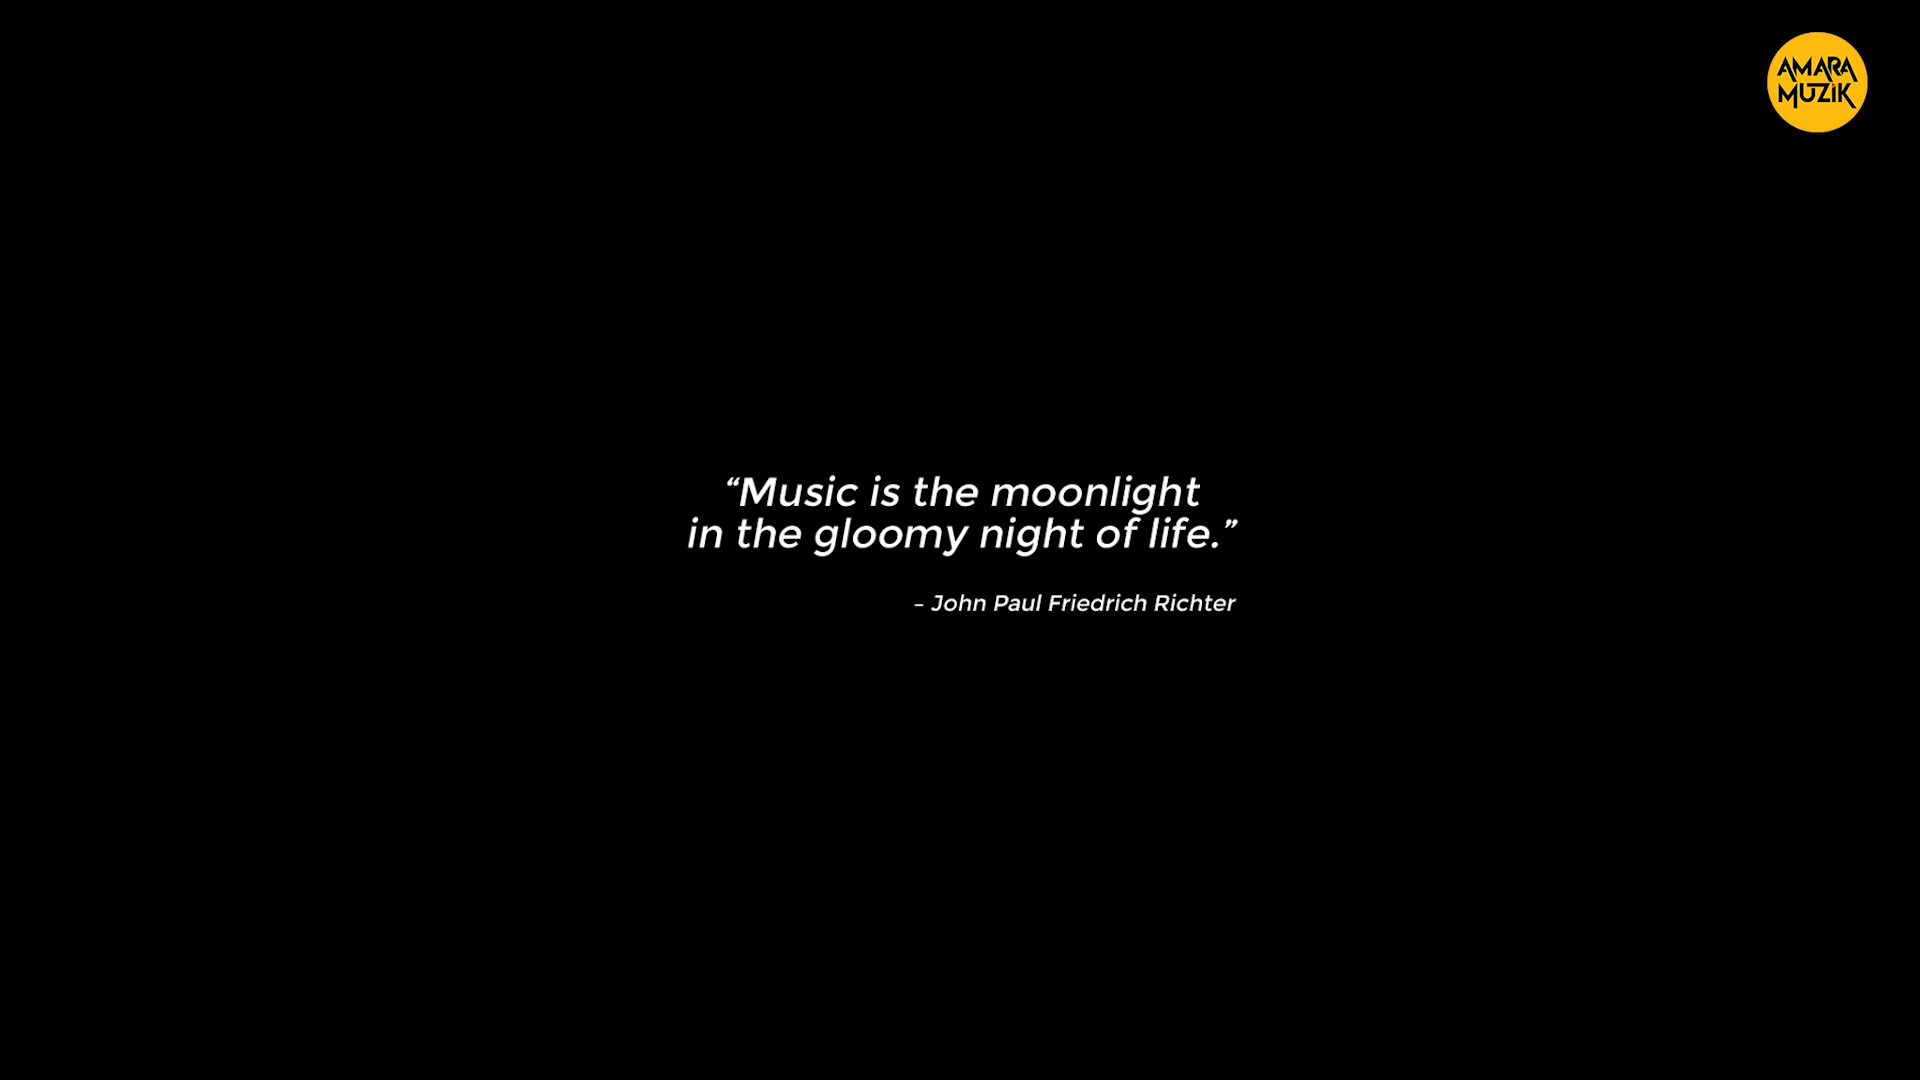 AMARA
MUZIK
“Music is the moonlight
in the gloomy night of life.”
– John Paul Friedrich Richter